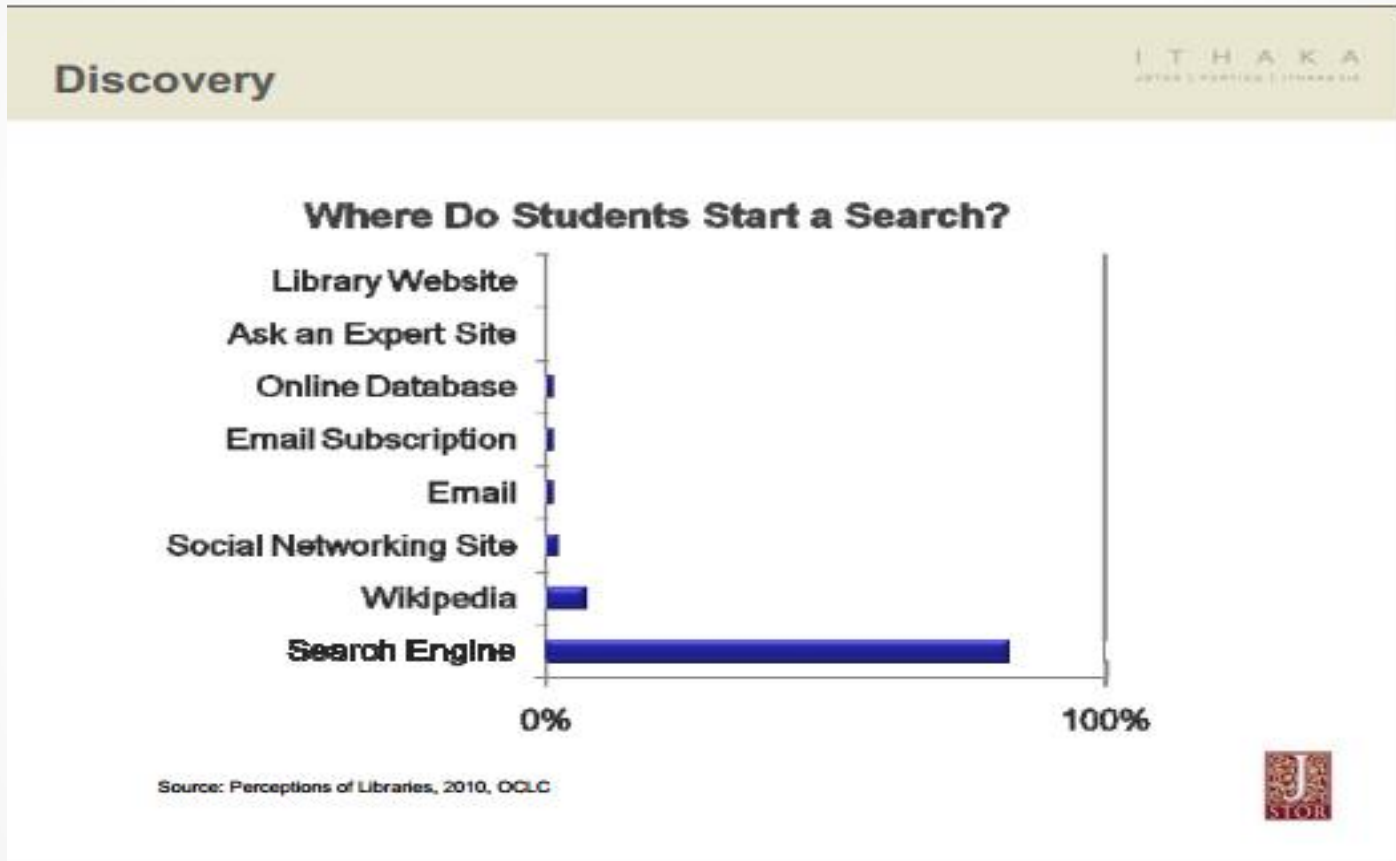 Discovery
I T H A K A
Where Do Students Start a Search?
Library Website
Ask an Expert Site
Online Database
Email Subscription
Email
Social Networking Site
Wikipedia
Search Engine
0% 100%
Source: Perceptions of Libraries, 2010, OCLC
J
STOR